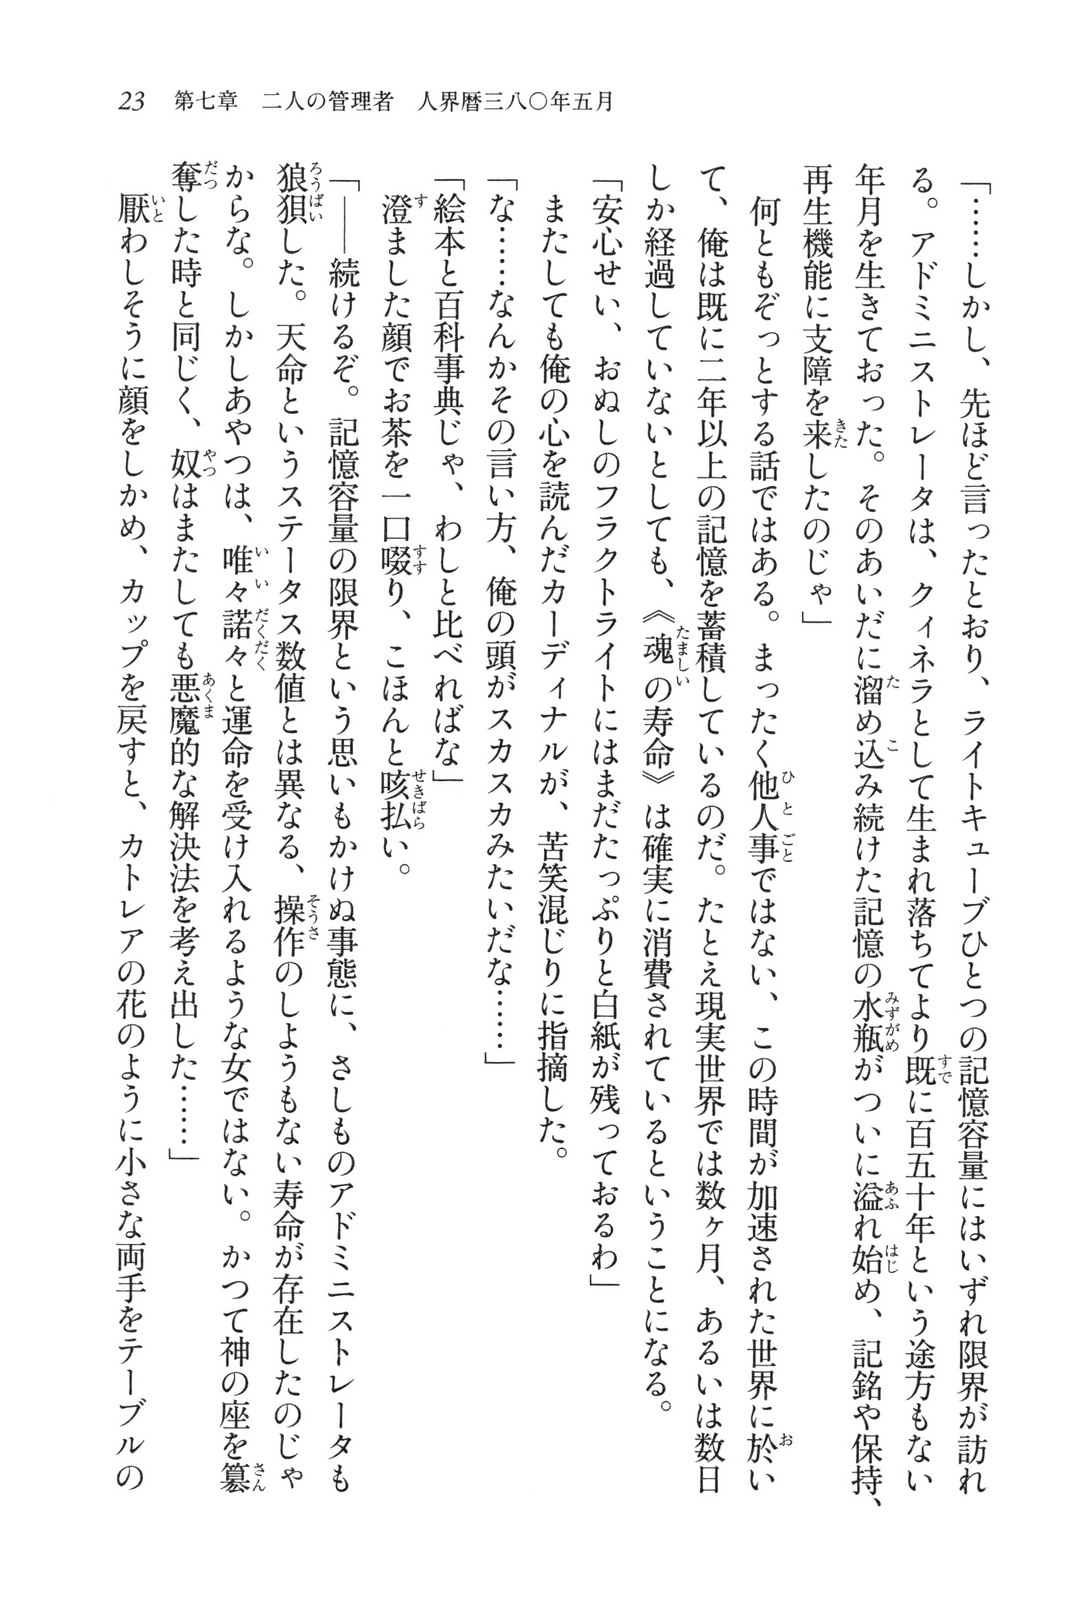 23 第七章　二人の管理者　人界暦三八〇年五月
「……しかし、先ほど言ったとおり、ライトキューブひとつの記憶容量にはいずれ限界が訪れ
る。アドミニストレータは、クィネラとして生まれ落ちてより既に百五十年という途方もない
年月を生きておった。そのあいだに溜め込み続けた記憶の水瓶がついに溢れ始め、記銘や保持、
再生機能に支障を来したのじゃ」
　何ともぞっとする話ではある。まったく他人事ではない、この時間が加速された世界に於い
て、俺は既に二年以上の記憶を蓄積しているのだ。たとえ現実世界では数ヶ月、あるいは数日
しか経過していないとしても、《魂の寿命》は確実に消費されているということになる。
「安心せい、おぬしのフラクトライトにはまだたっぷりと白紙が残っておるわ」
　またしても俺の心を読んだカーディナルが、苦笑混じりに指摘した。
「な……なんかその言い方、俺の頭がスカスカみたいだな……」
「絵本と百科事典じゃ、わしと比べればな」
　澄ました顔でお茶を一口啜り、こほんと咳払い。
「――続けるぞ。記憶容量の限界という思いもかけぬ事態に、さしものアドミニストレータも
狼狽した。天命というステータス数値とは異なる、操作のしようもない寿命が存在したのじゃ
からな。しかしあやつは、唯々諾々と運命を受け入れるような女ではない。かつて神の座を簒
奪した時と同じく、奴はまたしても悪魔的な解決法を考え出した……」
　厭わしそうに顔をしかめ、カップを戻すと、カトレアの花のように小さな両手をテーブルの